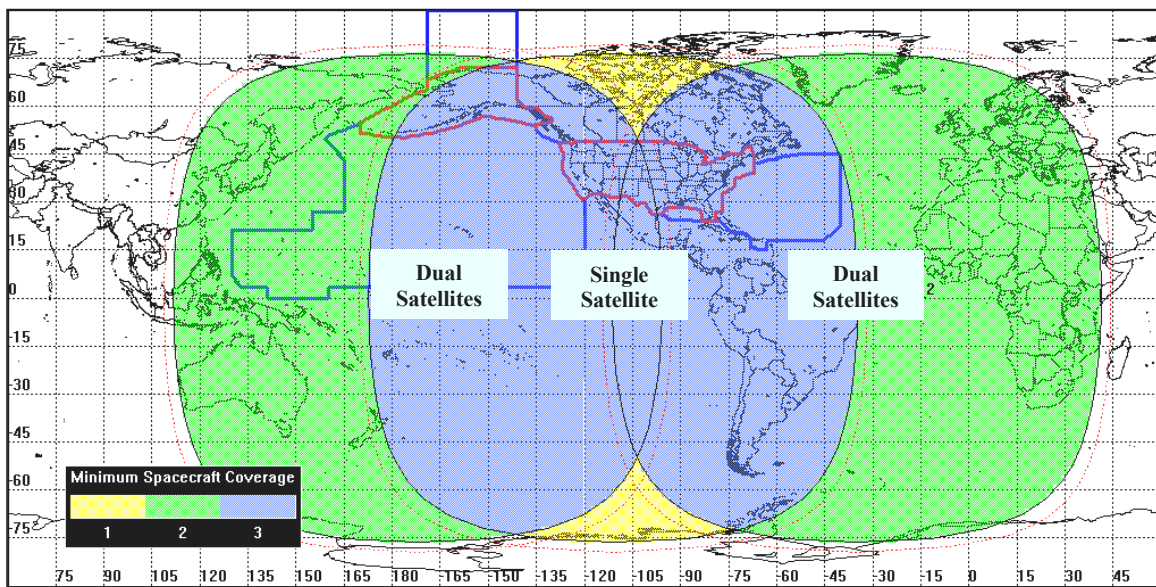 75
60
45
30
15
Dual Satellites
Single Satellite
Dual Satellites
2
0
-15
-30
-45
Minimum Spacecraft Coverage
1 2 3
-60
-75
75 90 105 120 135 150 165 180 -165 -150 -135 -120 -105 -90 -75 -60 -45 -30 -15 0 15 30 45